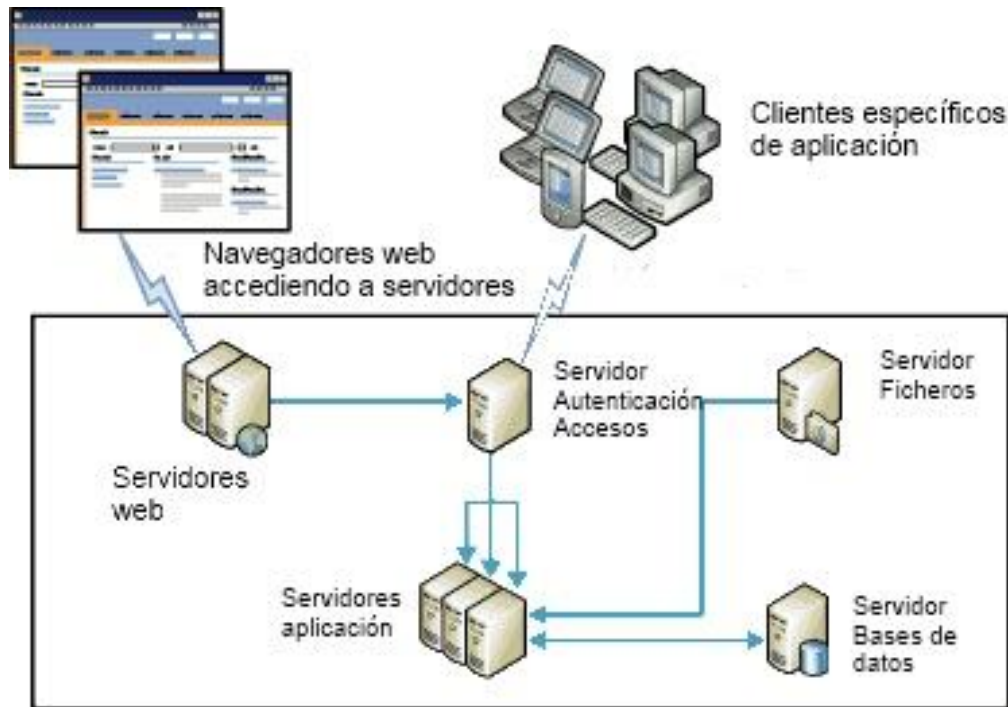 Clientes específicos
de aplicación
Navegadores web
accediendo a servidores
Servidor
Autenticación
Accesos
Servidor
Ficheros
Servidores
web
Servidores
aplicación
Servidor
Bases de
datos